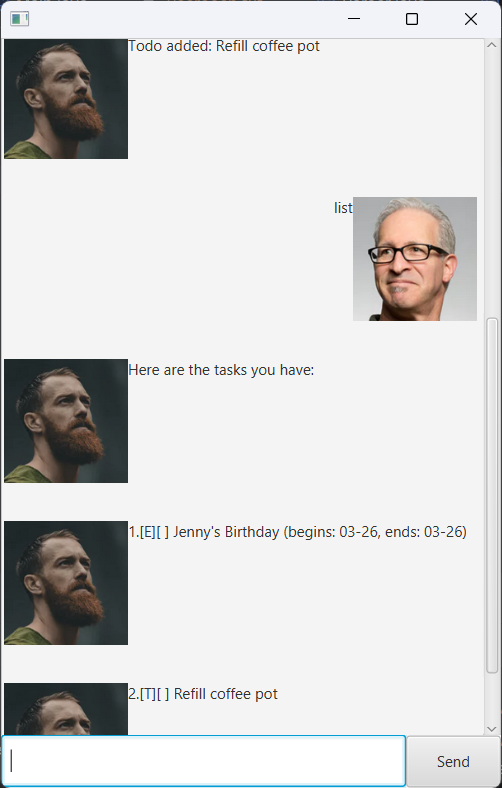 Todo added: Refill coffee pot
list
Here are the tasks you have:
1.[E][ ] Jenny's Birthday (begins: 03-26, ends: 03-26)
2.[T][ ] Refill coffee pot
Send